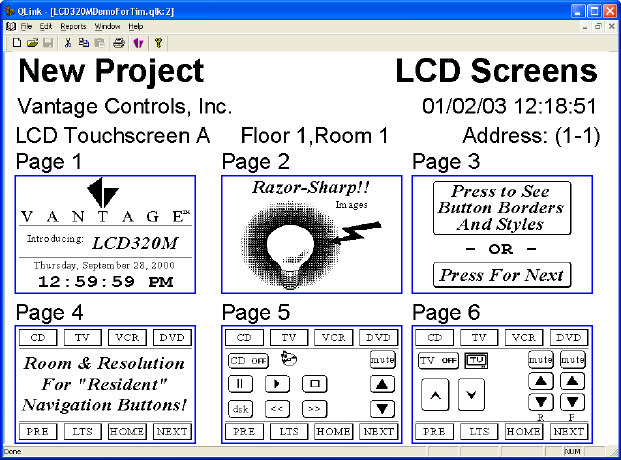 QLink - [LCD320MDemoForTim.qlk:2]
File Edit Reports Window Help
New Project LCD Screens
Vantage Controls, Inc. 01/02/03 12:18:51
LCD Touchscreen A Floor 1,Room 1 Address: (1-1)
Page 1 Page 2 Page 3
VANTAGE™
Introducing: LCD320M
Thursday, September 28, 2000
12:59:59 PM
Razor-Sharp!!
Images
Press to See
Button Borders
And Styles
- OR -
Press For Next
Page 4 Page 5 Page 6
CD TV VCR DVD
Room & Resolution
For "Resident"
Navigation Buttons!
PRE LTS HOME NEXT
CD TV VCR DVD
CD OFF mute
dsk << >>
PRE LTS HOME NEXT
CD TV VCR DVD
TV OFF TV mute mute
R F
PRE LTS HOME NEXT
Done NUM